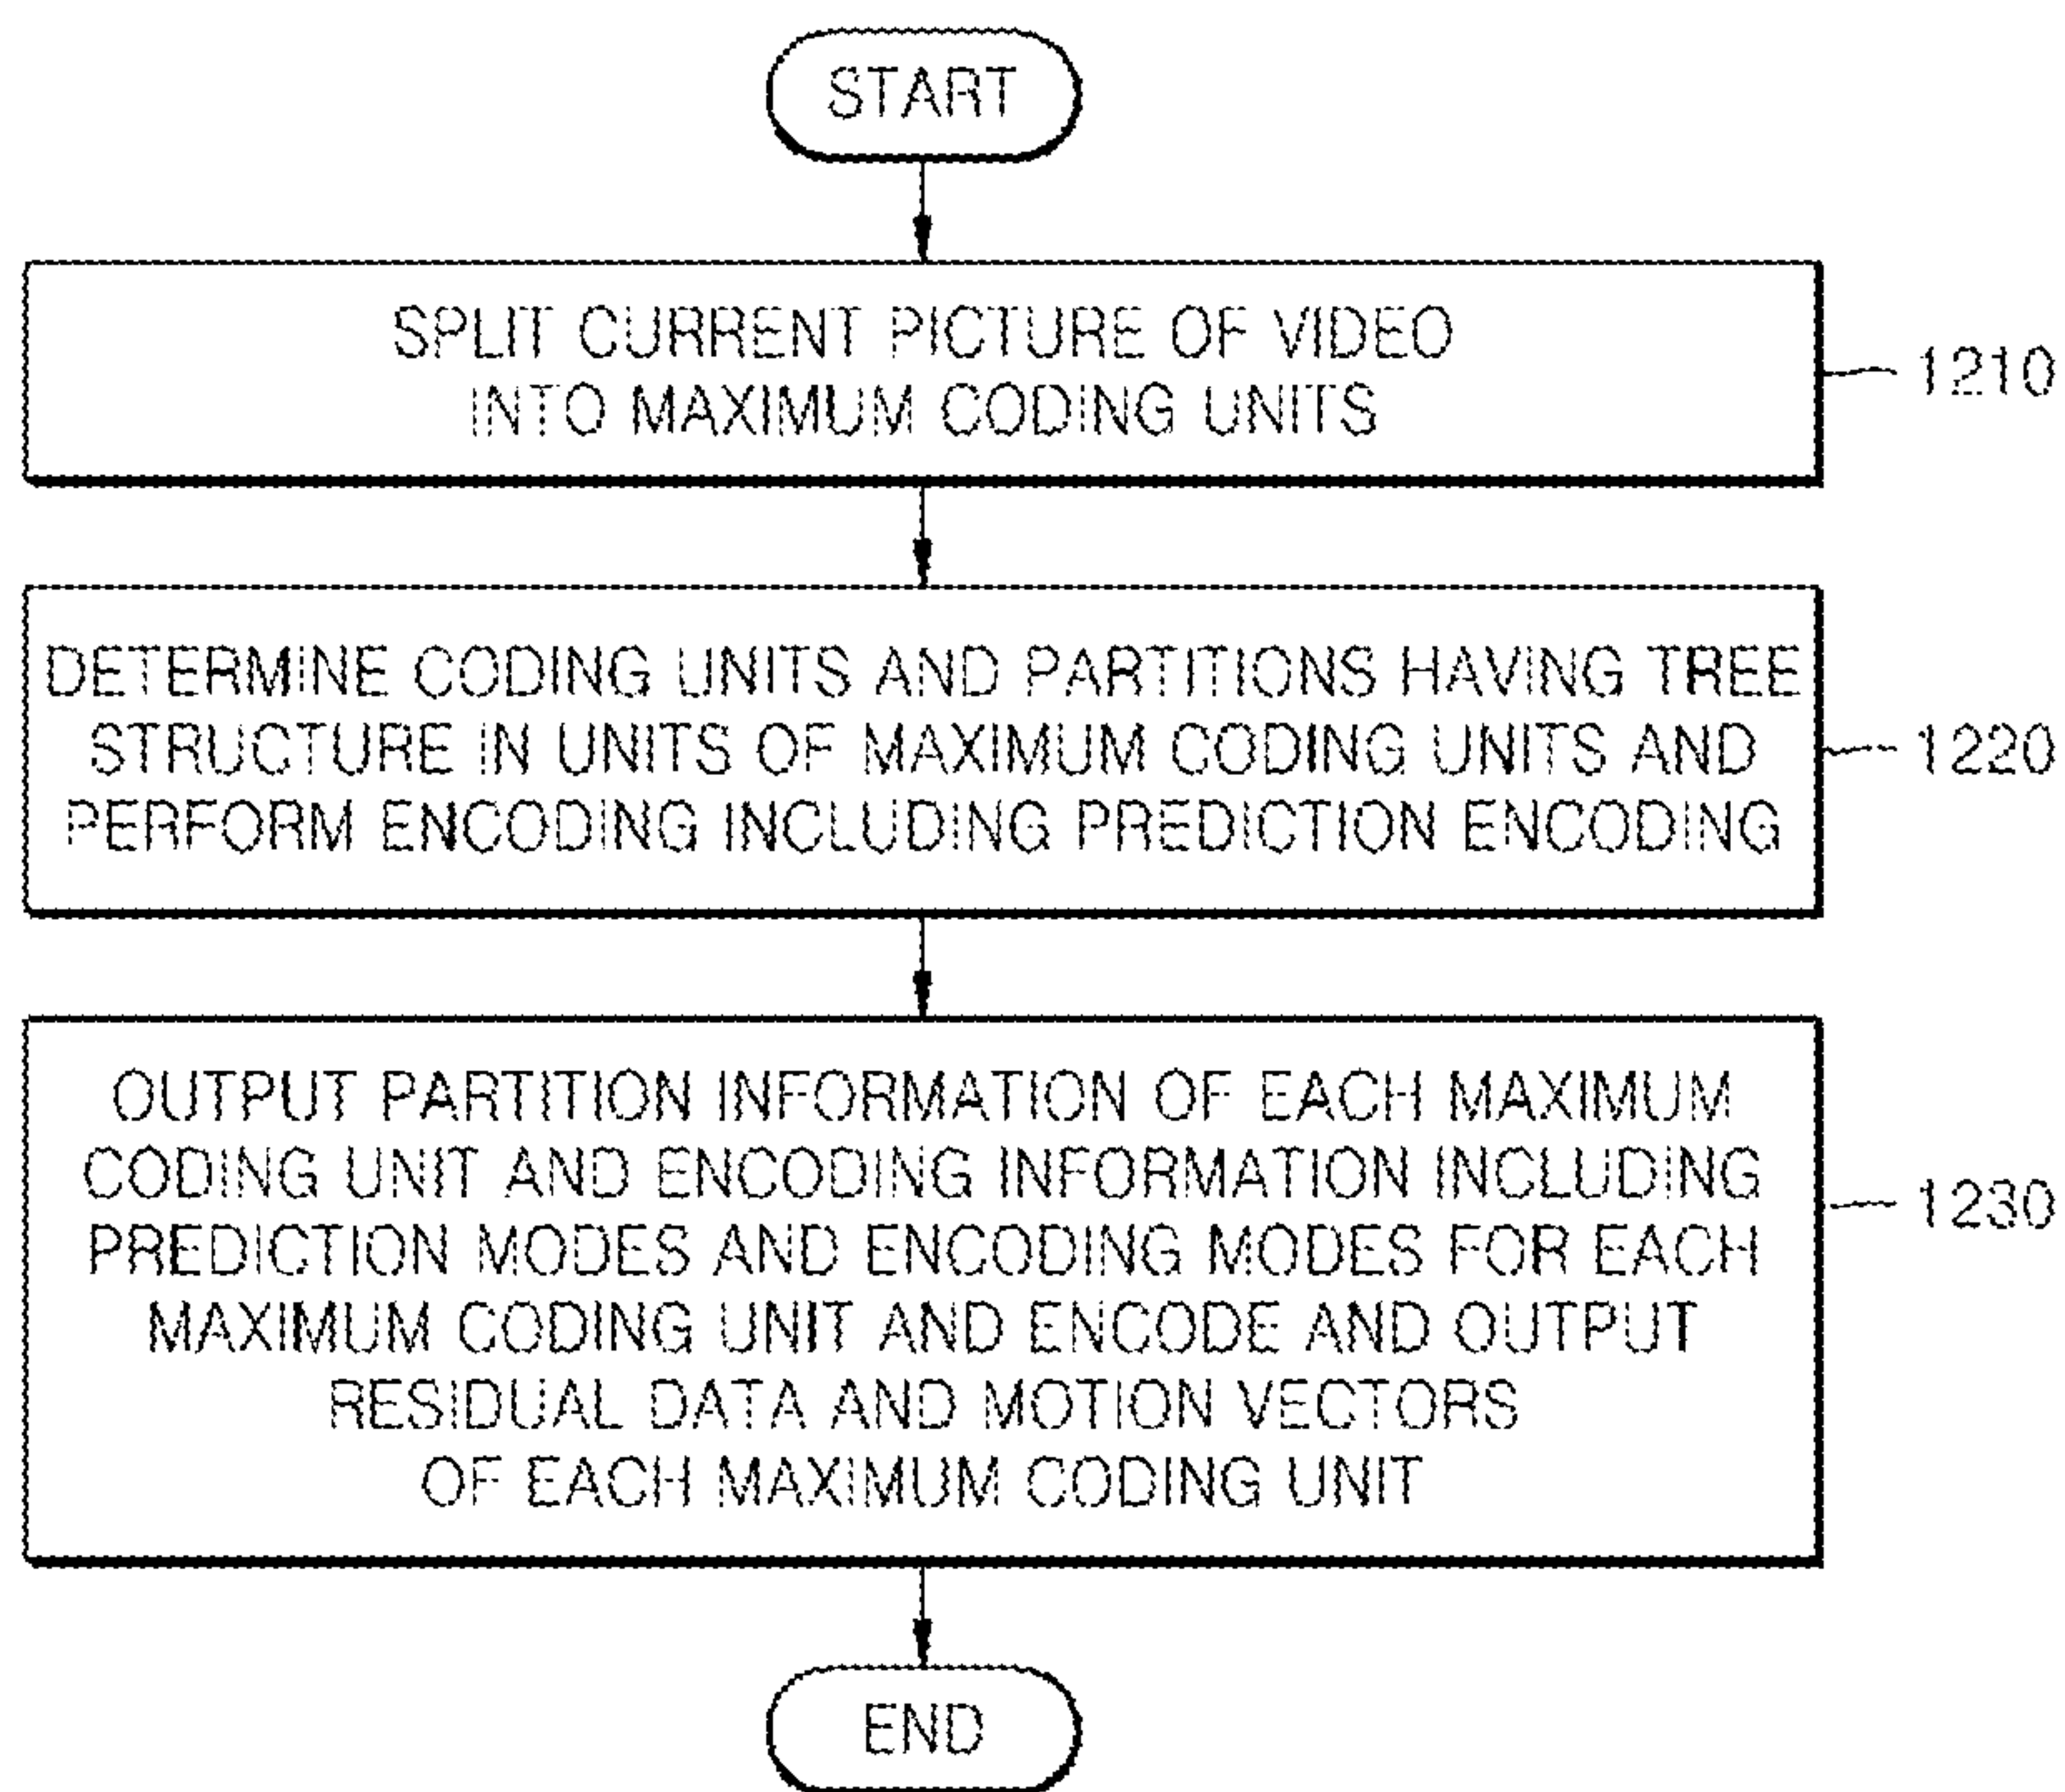 START
SPLIT CURRENT PICTURE OF VIDEO
INTO MAXIMUM CODING UNITS
1210
DETERMINE CODING UNITS AND PARTITIONS HAVING TREE
STRUCTURE IN UNITS OF MAXIMUM CODING UNITS AND
PERFORM ENCODING INCLUDING PREDICTION ENCODING
1220
OUTPUT PARTITION INFORMATION OF EACH MAXIMUM
CODING UNIT AND ENCODING INFORMATION INCLUDING
PREDICTION MODES AND ENCODING MODES FOR EACH
MAXIMUM CODING UNIT AND ENCODE AND OUTPUT
RESIDUAL DATA AND MOTION VECTORS
OF EACH MAXIMUM CODING UNIT
1230
END